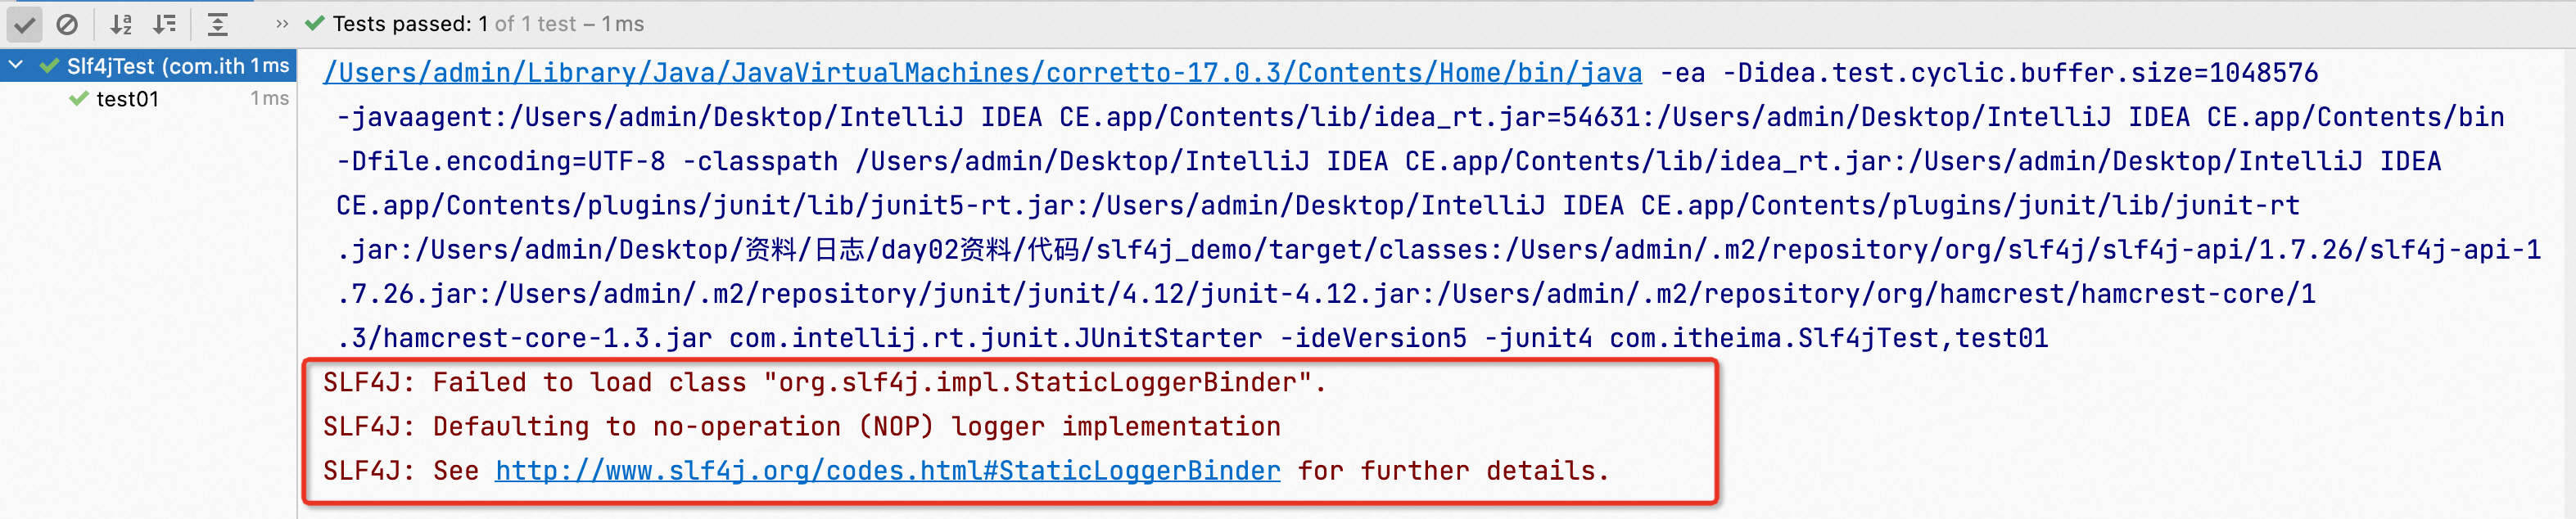 Tests passed: 1 of 1 test – 1 ms
Slf4jTest (com.ith 1 ms
test01 1 ms
/Users/admin/Library/Java/JavaVirtualMachines/corretto-17.0.3/Contents/Home/bin/java -ea -Didea.test.cyclic.buffer.size=1048576
-javaagent:/Users/admin/Desktop/IntelliJ IDEA CE.app/Contents/lib/idea_rt.jar=54631:/Users/admin/Desktop/IntelliJ IDEA CE.app/Contents/bin
-Dfile.encoding=UTF-8 -classpath /Users/admin/Desktop/IntelliJ IDEA CE.app/Contents/lib/idea_rt.jar:/Users/admin/Desktop/IntelliJ IDEA
CE.app/Contents/plugins/junit/lib/junit5-rt.jar:/Users/admin/Desktop/IntelliJ IDEA CE.app/Contents/plugins/junit/lib/junit-rt
.jar:/Users/admin/Desktop/资料/日志/day02资料/代码/slf4j_demo/target/classes:/Users/admin/.m2/repository/org/slf4j/slf4j-api/1.7.26/slf4j-api-1
.7.26.jar:/Users/admin/.m2/repository/junit/junit/4.12/junit-4.12.jar:/Users/admin/.m2/repository/org/hamcrest/hamcrest-core/1
.3/hamcrest-core-1.3.jar com.intellij.rt.junit.JUnitStarter -ideVersion5 -junit4 com.itheima.Slf4jTest,test01
SLF4J: Failed to load class "org.slf4j.impl.StaticLoggerBinder".
SLF4J: Defaulting to no-operation (NOP) logger implementation
SLF4J: See http://www.slf4j.org/codes.html#StaticLoggerBinder for further details.